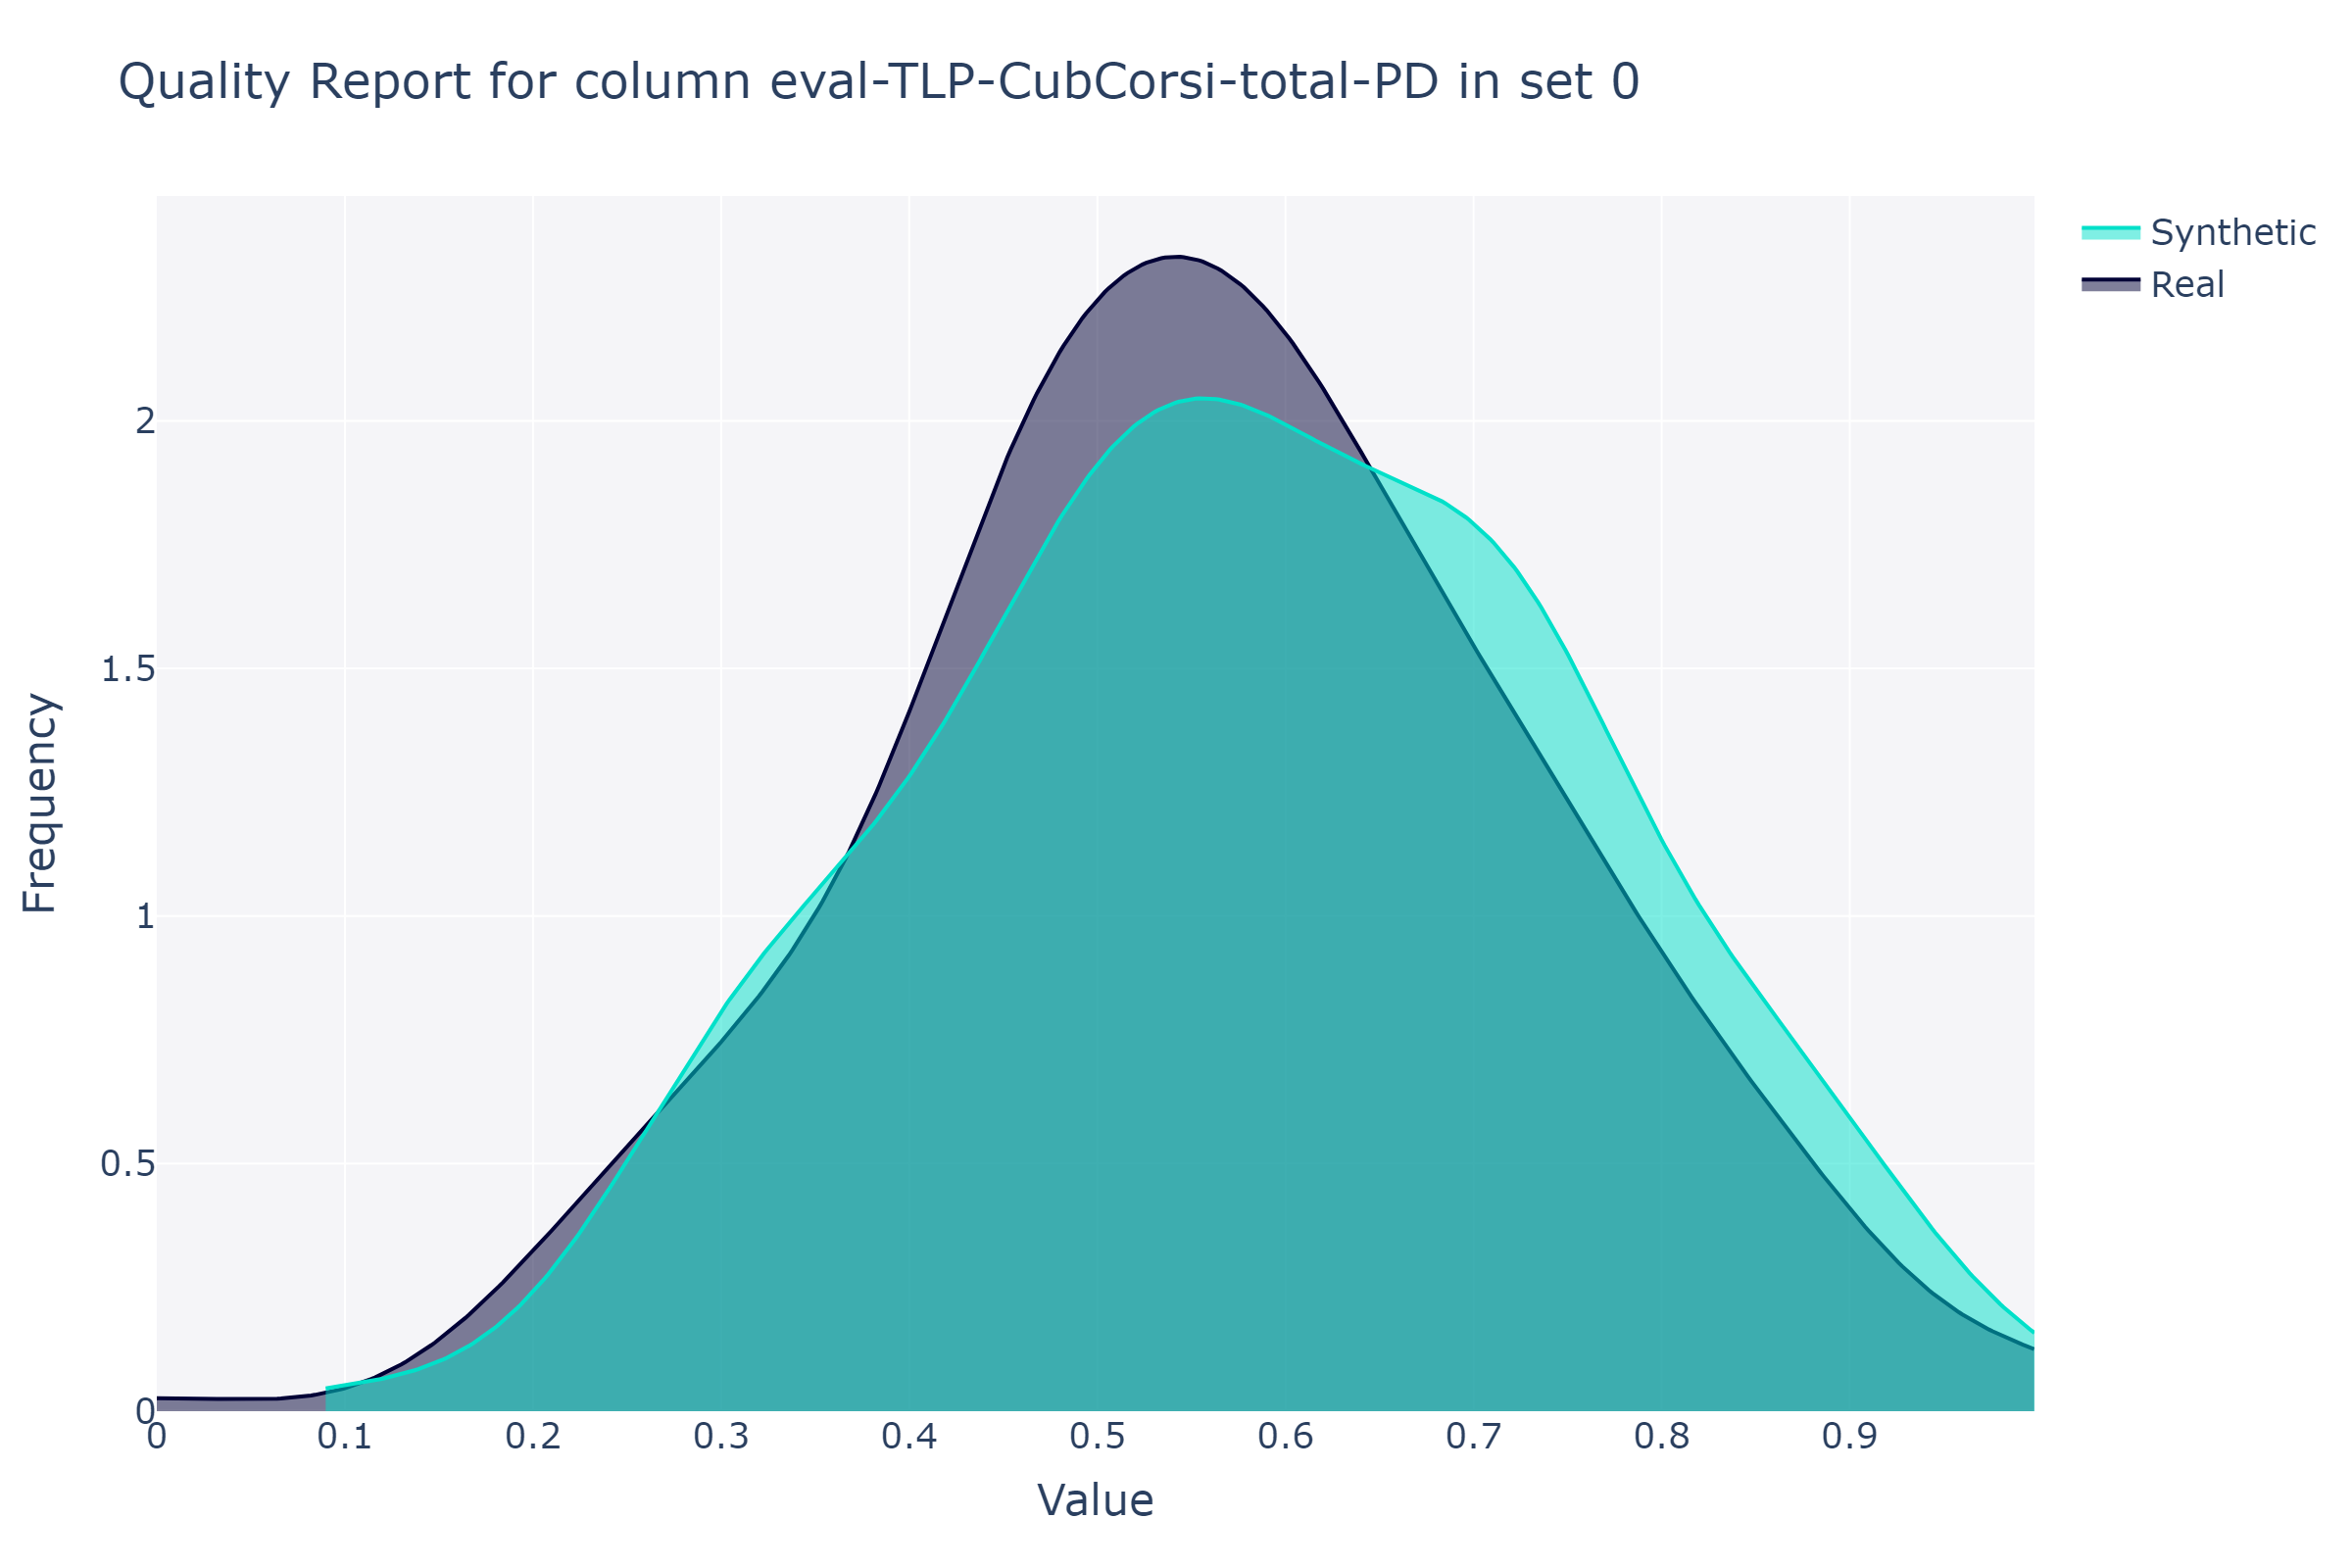 Quality Report for column eval-TLP-CubCorsi-total-PD in set 0
Synthetic
Real
Frequency
2
1.5
1
0.5
0
0 0.1 0.2 0.3 0.4 0.5 0.6 0.7 0.8 0.9
Value